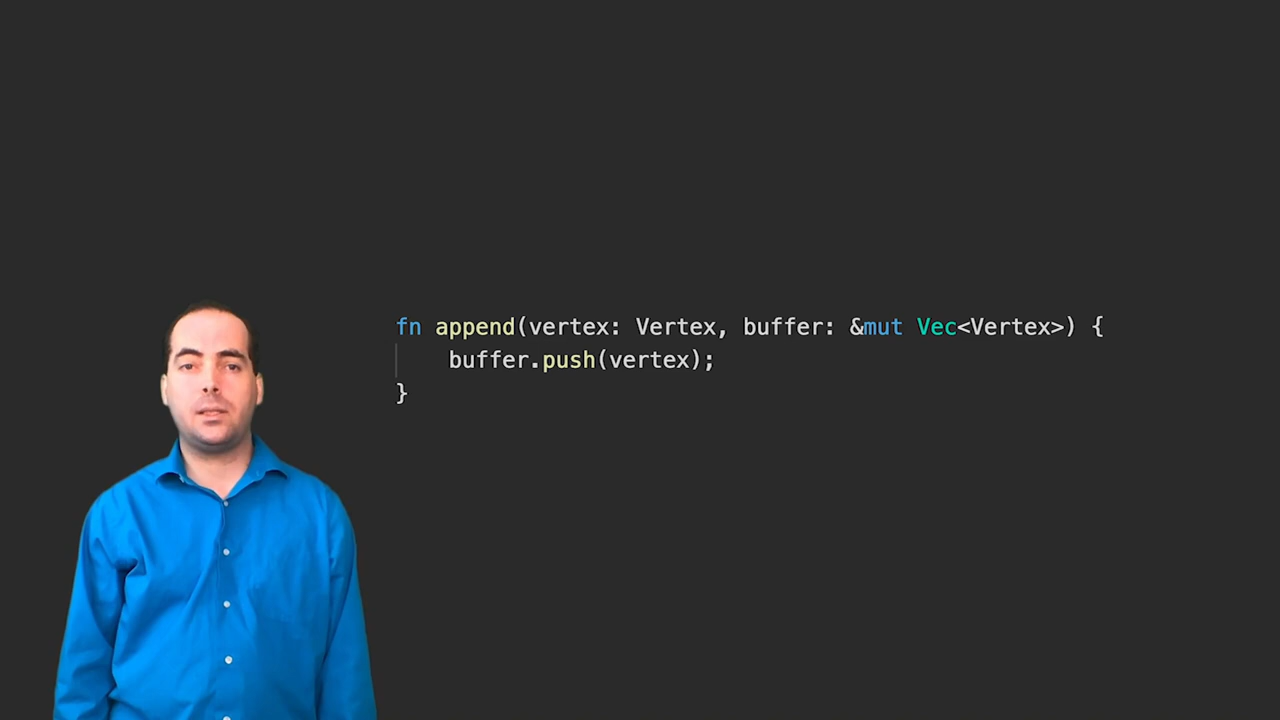 fn append(vertex: Vertex, buffer: &mut Vec<Vertex>) {
    buffer.push(vertex);
}